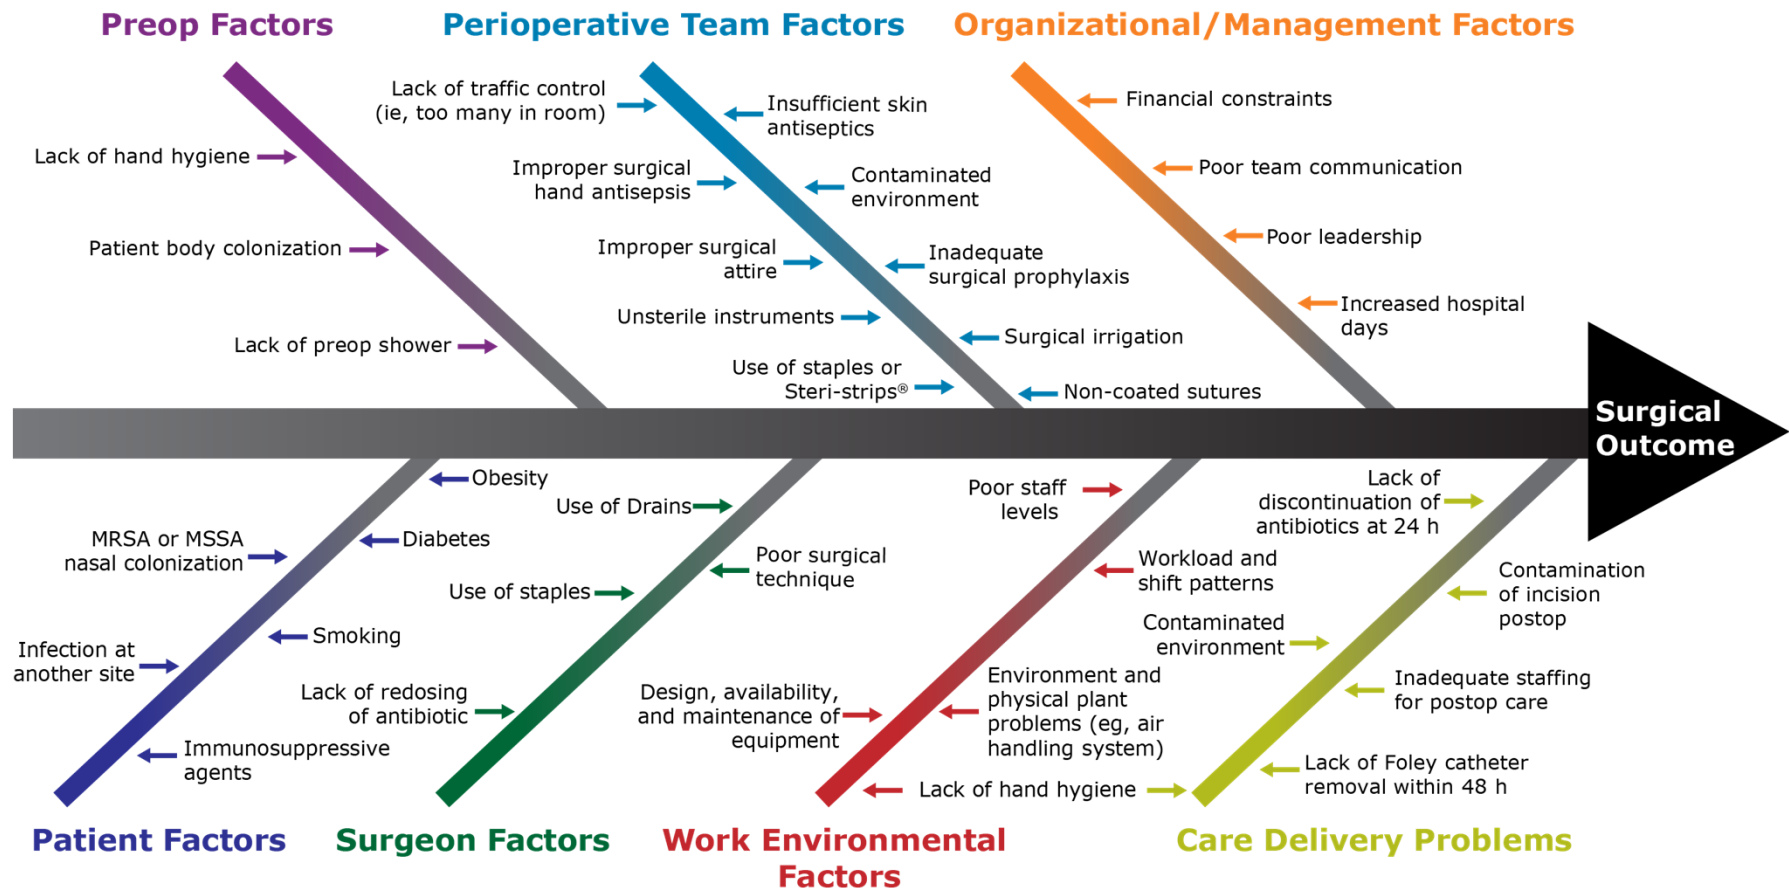 Preop Factors
Perioperative Team Factors
Organizational/Management Factors
Lack of hand hygiene
Patient body colonization
Lack of preop shower
Lack of traffic control
(ie, too many in room)
Insufficient skin
antiseptics
Improper surgical
hand antisepsis
Contaminated
environment
Improper surgical
attire
Inadequate
surgical prophylaxis
Unsterile instruments
Surgical irrigation
Use of staples or
Steri-strips®
Non-coated sutures
Financial constraints
Poor team communication
Poor leadership
Increased hospital
days
Surgical
Outcome
Obesity
MRSA or MSSA
nasal colonization
Diabetes
Smoking
Infection at
another site
Immunosuppressive
agents
Use of Drains
Poor surgical
technique
Use of staples
Lack of redosing
of antibiotic
Poor staff
levels
Workload and
shift patterns
Design, availability,
and maintenance of
equipment
Environment and
physical plant
problems (eg, air
handling system)
Lack of hand hygiene
Lack of
discontinuation of
antibiotics at 24 h
Contamination
of incision
postop
Contaminated
environment
Inadequate staffing
for postop care
Lack of Foley catheter
removal within 48 h
Patient Factors
Surgeon Factors
Work Environmental
Factors
Care Delivery Problems